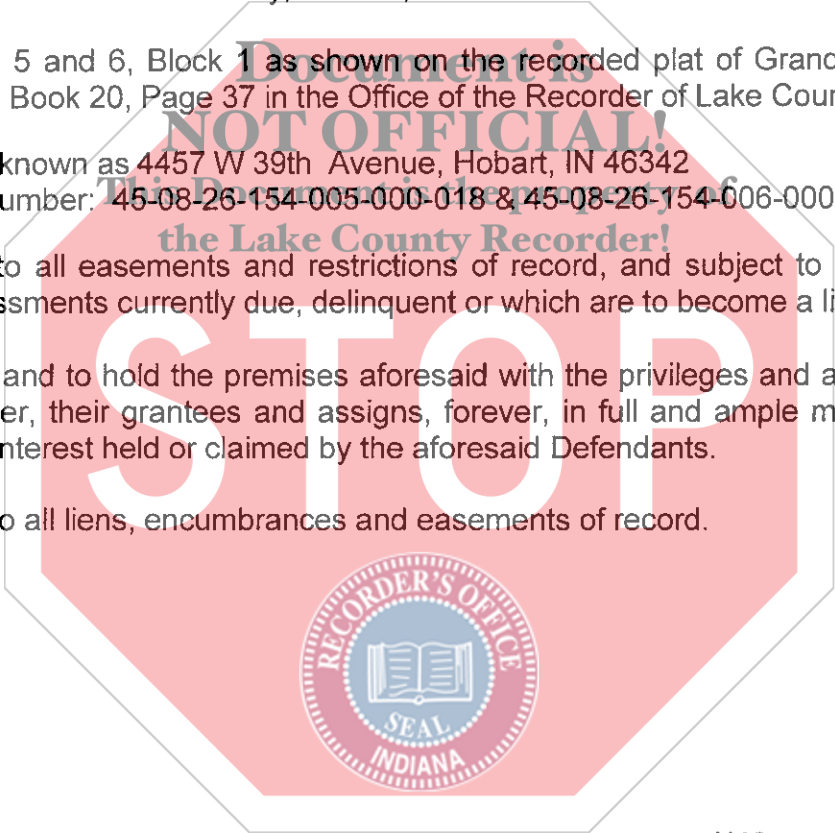 5 and 6, Block 1 as shown on the recorded plat of Grand
Document is
Book 20, Page 37 in the Office of the Recorder of Lake Coun
NOT OFFICIAL!
known as 4457 W 39th Avenue, Hobart, IN 46342
umber: 45-08-26-154-005-000-018 & 45-08-26-154-006-000
This Document is the property of
the Lake County Recorder!
to all easements and restrictions of record, and subject to
ssments currently due, delinquent or which are to become a li
STOP
and to hold the premises aforesaid with the privileges and a
er, their grantees and assigns, forever, in full and ample m
nterest held or claimed by the aforesaid Defendants.
o all liens, encumbrances and easements of record.
RECORDER'S OFFICE
SEAL
INDIANA